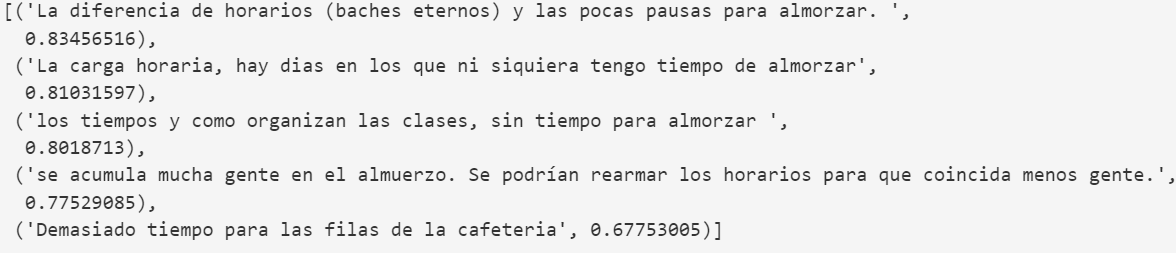 [('La diferencia de horarios (baches eternos) y las pocas pausas para almorzar. ',
0.83456516),
('La carga horaria, hay dias en los que ni siquiera tengo tiempo de almorzar',
0.81031597),
('los tiempos y como organizan las clases, sin tiempo para almorzar ',
0.8018713),
('se acumula mucha gente en el almuerzo. Se podrían rearmar los horarios para que coincida menos gente.',
0.77529085),
('Demasiado tiempo para las filas de la cafeteria', 0.67753005)]